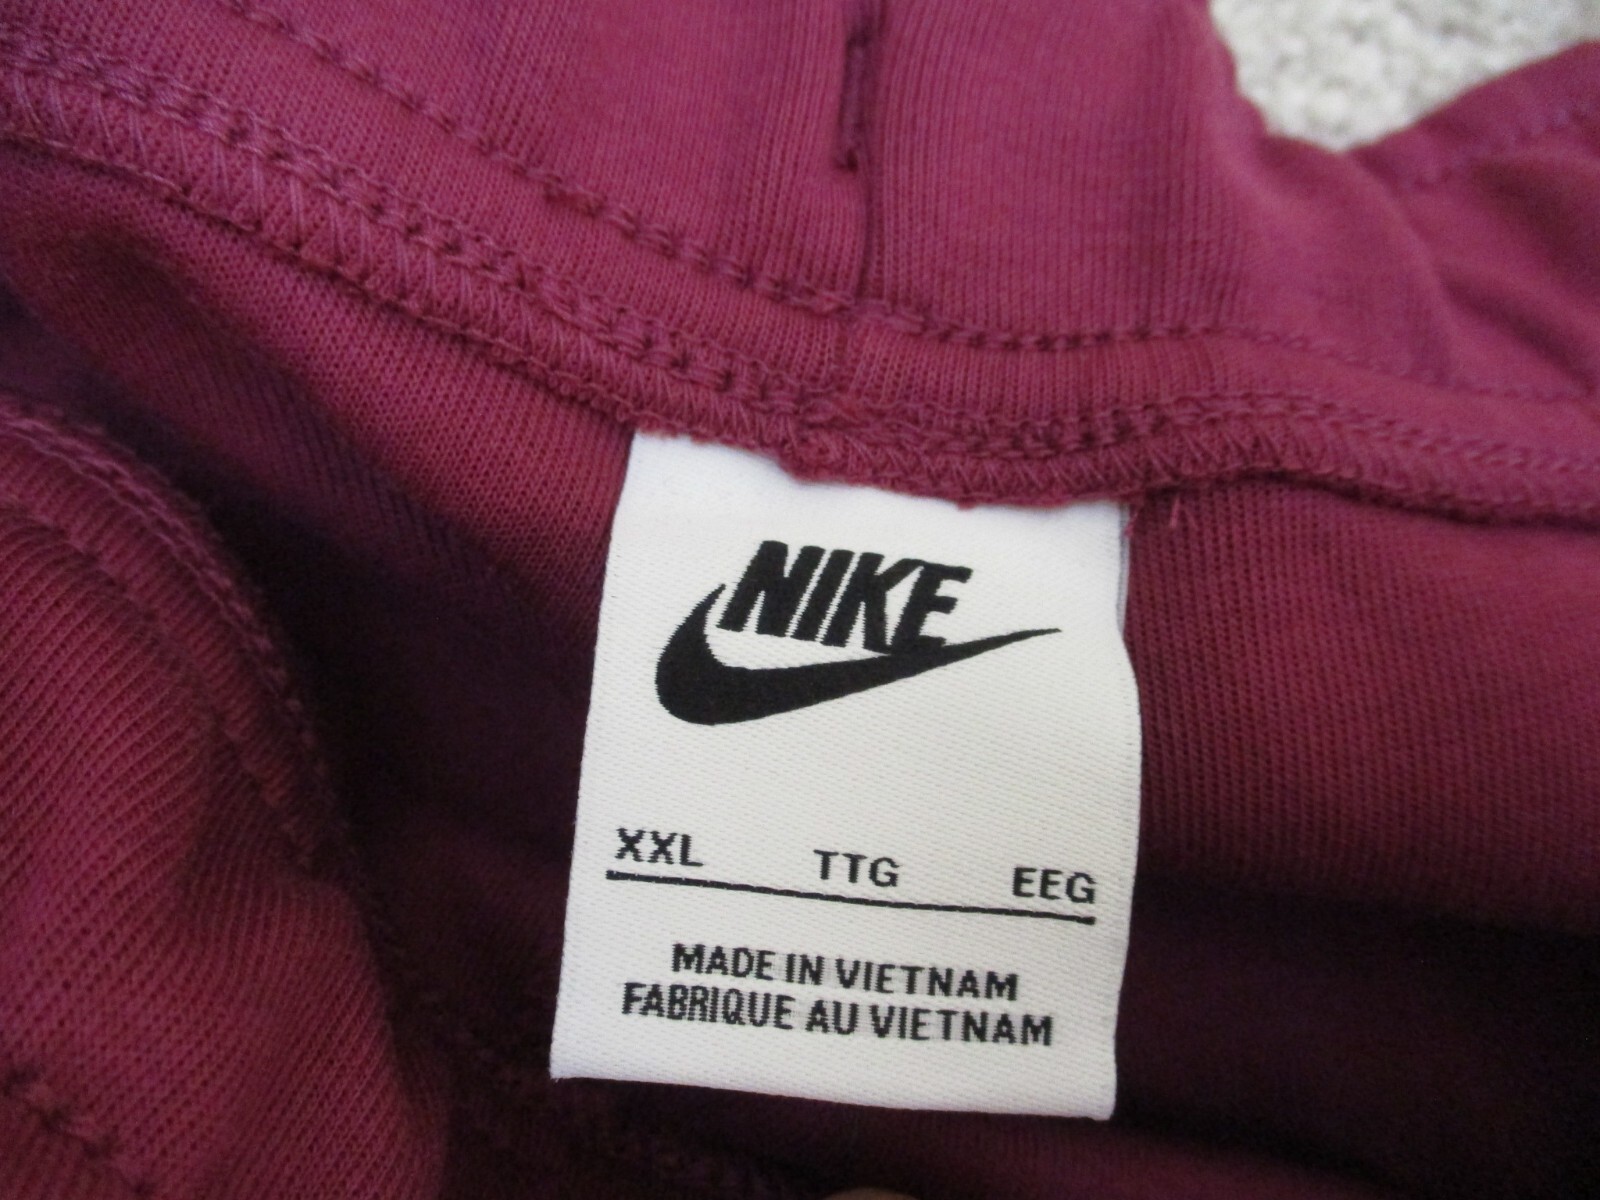 NIKE
XXL TTG EEG
MADE IN VIETNAM
FABRIQUE AU VIETNAM